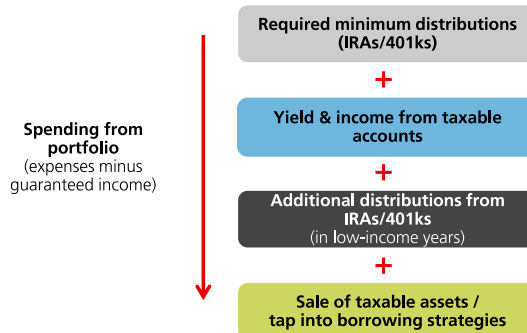 Required minimum distributions
(IRAs/401ks)
+
Yield & income from taxable
accounts
+
Spending from
portfolio
(expenses minus
guaranteed income)
Additional distributions from
IRAs/401ks
(in low-income years)
+
Sale of taxable assets /
tap into borrowing strategies